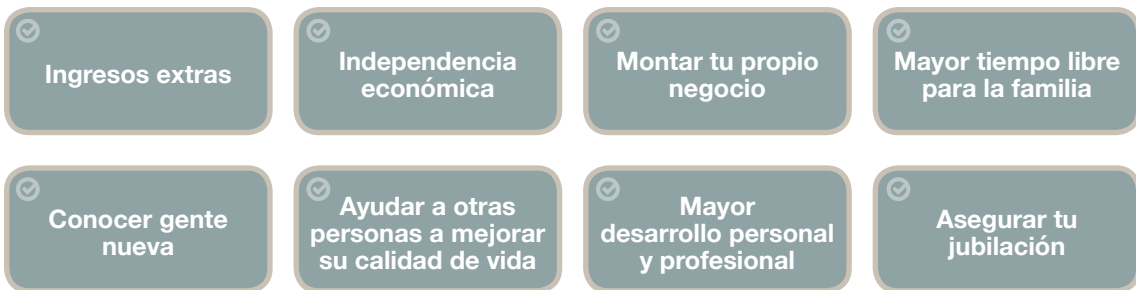 Ingresos extras
Independencia
económica
Montar tu propio
negocio
Mayor tiempo libre
para la familia
Conocer gente
nueva
Ayudar a otras
personas a mejorar
su calidad de vida
Mayor
desarrollo personal
y profesional
Asegurar tu
jubilación